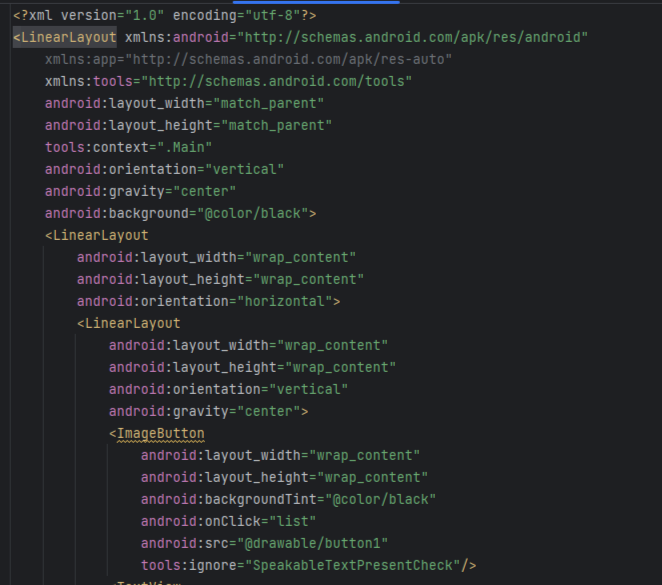 <?xml version="1.0" encoding="utf-8"?>
<LinearLayout xmlns:android="http://schemas.android.com/apk/res/android"
xmlns:app="http://schemas.android.com/apk/res-auto"
xmlns:tools="http://schemas.android.com/tools"
android:layout_width="match_parent"
android:layout_height="match_parent"
tools:context=".Main"
android:orientation="vertical"
android:gravity="center"
android:background="@color/black">
<LinearLayout
android:layout_width="wrap_content"
android:layout_height="wrap_content"
android:orientation="horizontal">
<LinearLayout
android:layout_width="wrap_content"
android:layout_height="wrap_content"
android:orientation="vertical"
android:gravity="center">
<ImageButton
android:layout_width="wrap_content"
android:layout_height="wrap_content"
android:backgroundTint="@color/black"
android:onClick="list"
android:src="@drawable/button1"
tools:ignore="SpeakableTextPresentCheck"/>
<TextView